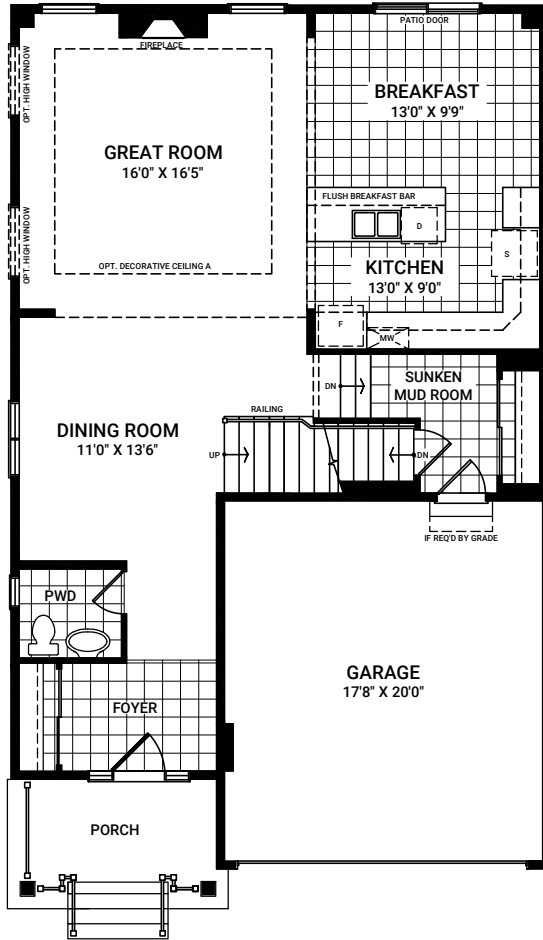 PATIO DOOR
FIREPLACE
OPT. HIGH WINDOW
BREAKFAST
13'0" X 9'9"
GREAT ROOM
16'0" X 16'5"
FLUSH BREAKFAST BAR
D
OPT. HIGH WINDOW
S
OPT. DECORATIVE CEILING A
KITCHEN
13'0" X 9'0"
F
MW
DN
SUNKEN
MUD ROOM
RAILING
DINING ROOM
11'0" X 13'6"
UP
DN
IF REQ'D BY GRADE
PWD
GARAGE
17'8" X 20'0"
FOYER
PORCH